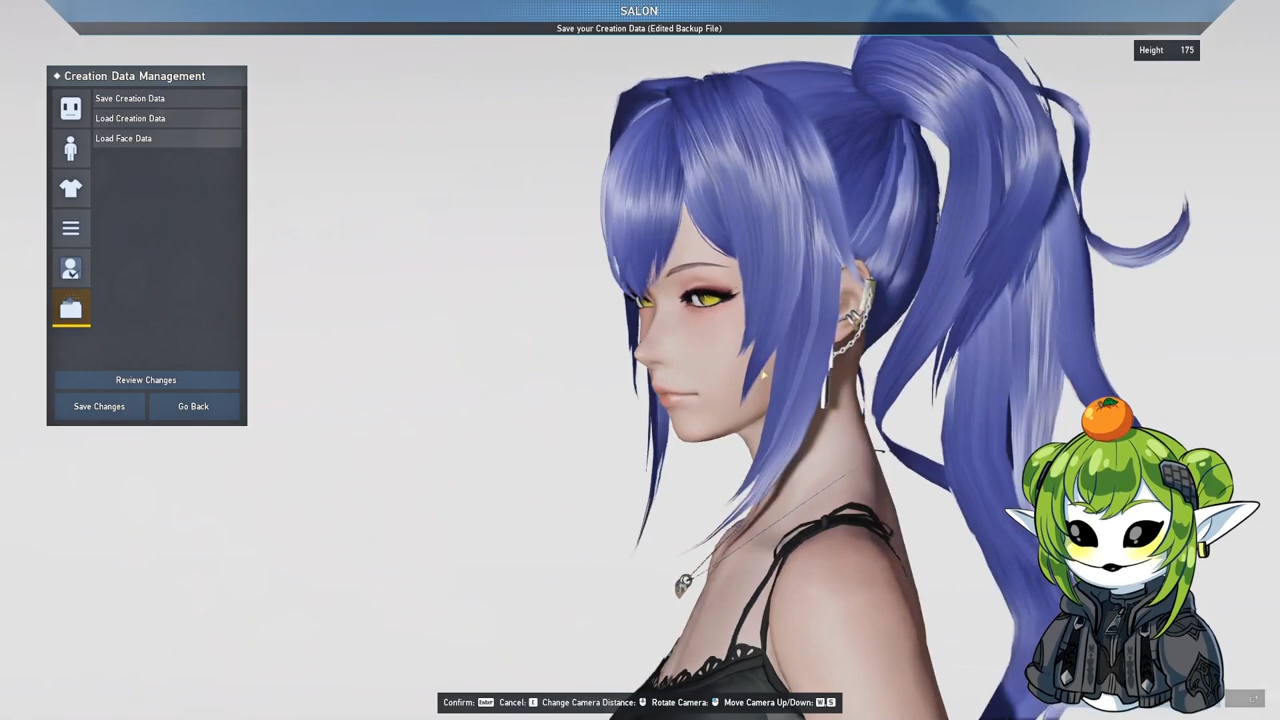 SALON
Save your Creation Data (Edited Backup File)
Height 175
Creation Data Management
Save Creation Data
Load Creation Data
Load Face Data
Review Changes
Save Changes Go Back
Confirm: Enter Cancel: Change Camera Distance: Rotate Camera: Move Camera Up/Down: W S